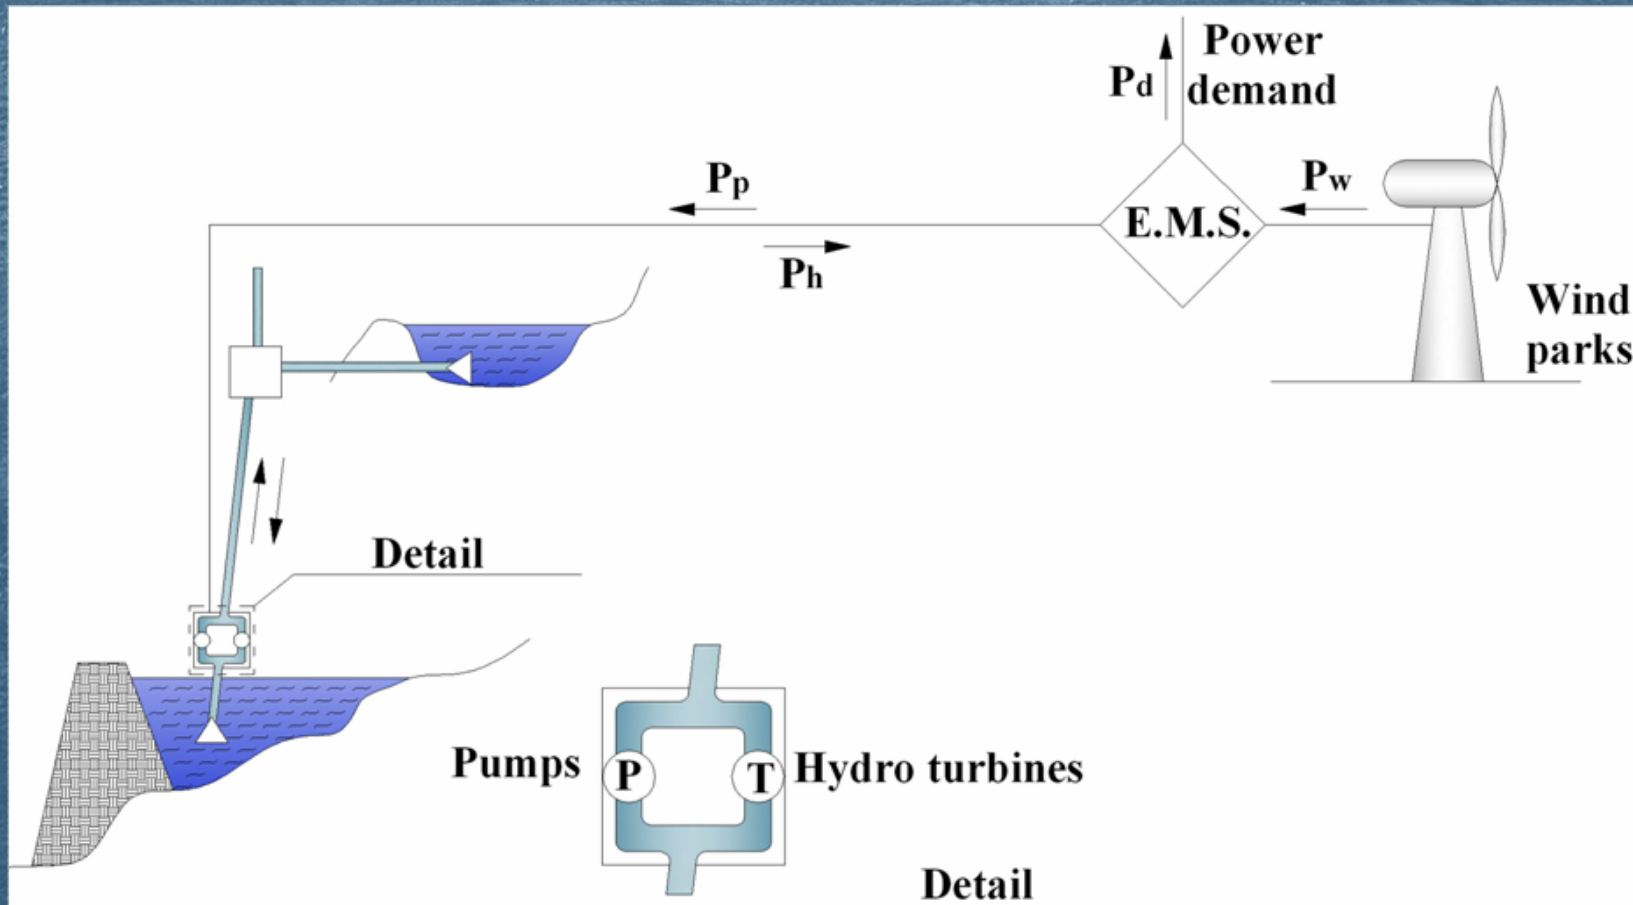 Power
demand
Pd
Pp
Pw
E.M.S.
Ph
Wind
parks
Detail
Pumps
P
T
Hydro turbines
Detail